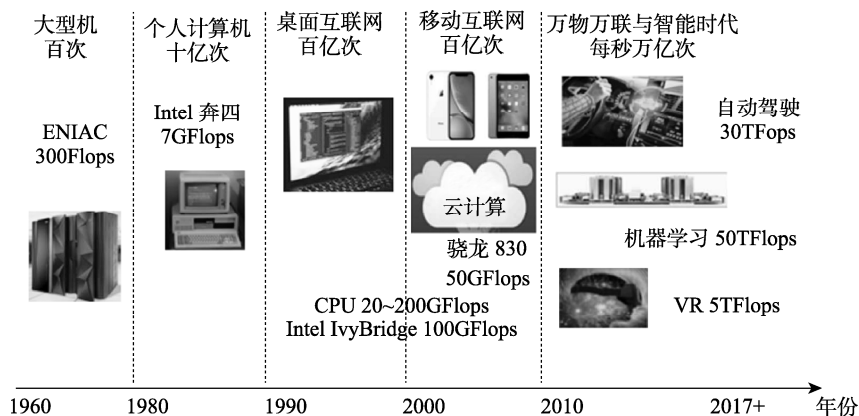 大型机
百次
ENIAC
300Flops
个人计算机
十亿次
Intel 奔四
7GFlops
桌面互联网
百亿次
移动互联网
百亿次
云计算
骁龙 830
50GFlops
CPU 20~200GFlops
Intel IvyBridge 100GFlops
万物万联与智能时代
每秒万亿次
自动驾驶
30TFops
机器学习 50TFlops
VR 5TFlops
1960
1980
1990
2000
2010
2017+
年份